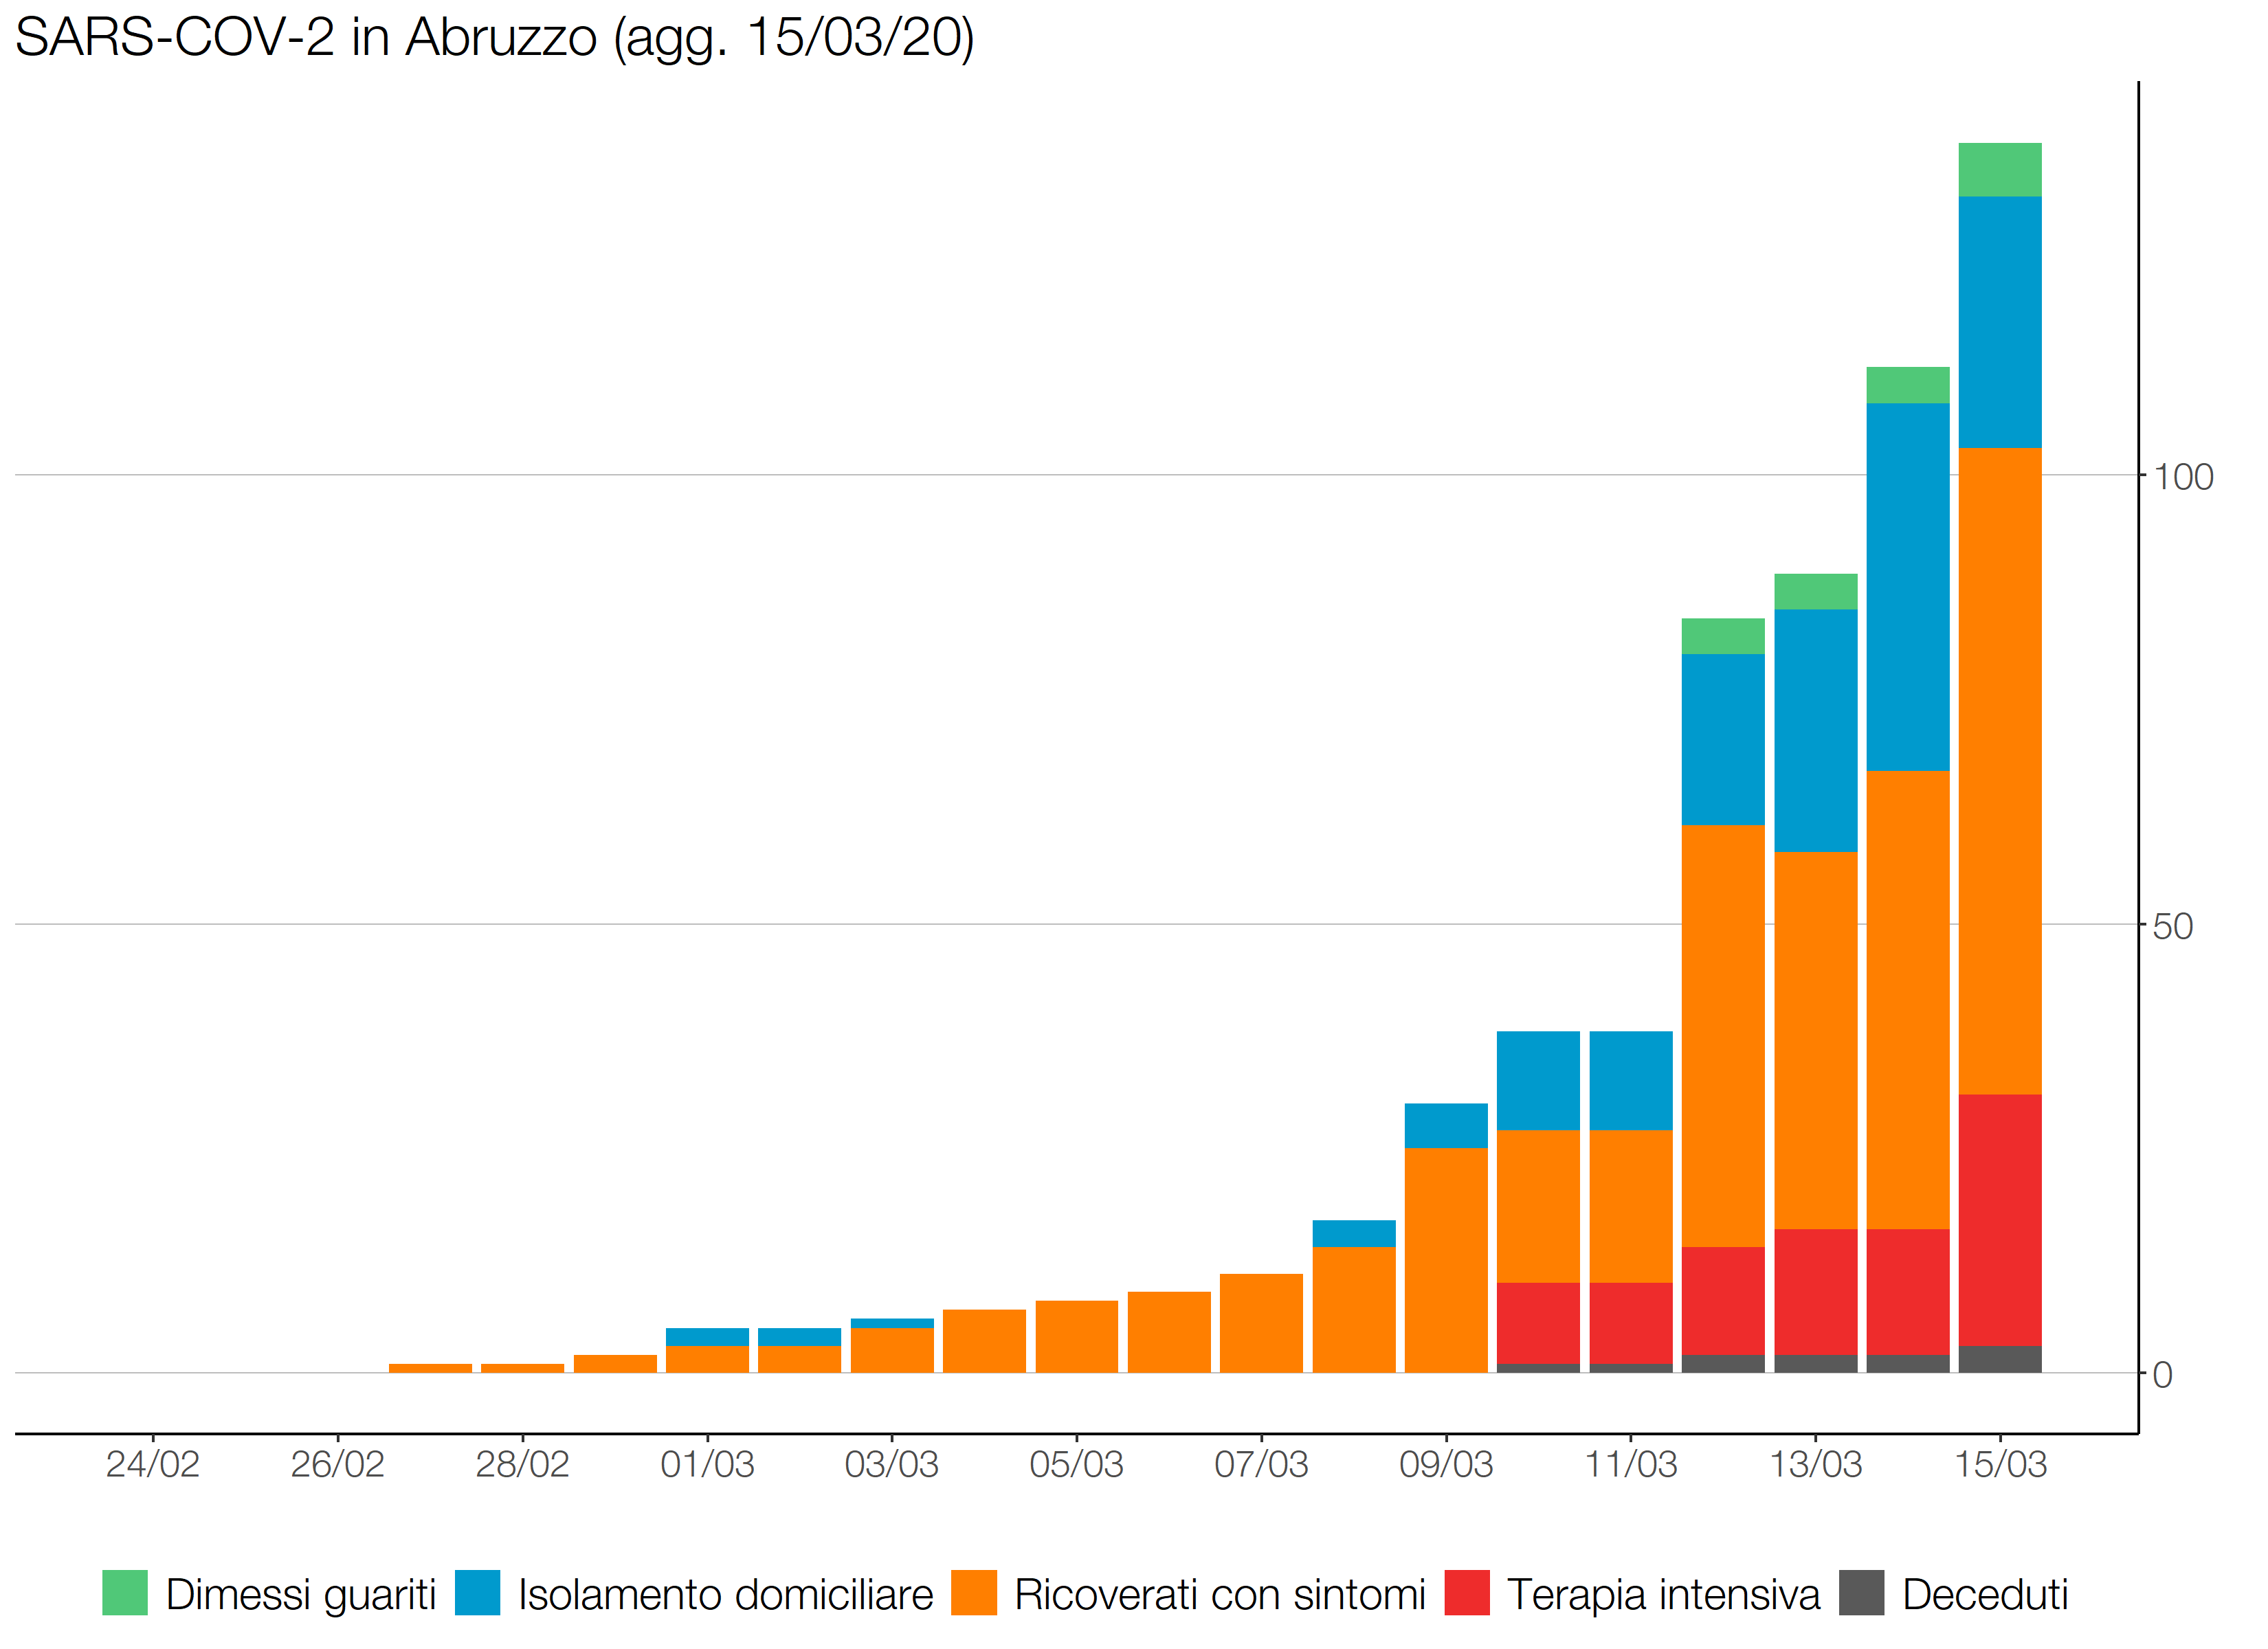 SARS-COV-2 in Abruzzo (agg. 15/03/20)
100
50
0
24/02 26/02 28/02 01/03 03/03 05/03 07/03 09/03 11/03 13/03 15/03
Dimessi guariti Isolamento domiciliare Ricoverati con sintomi Terapia intensiva Deceduti